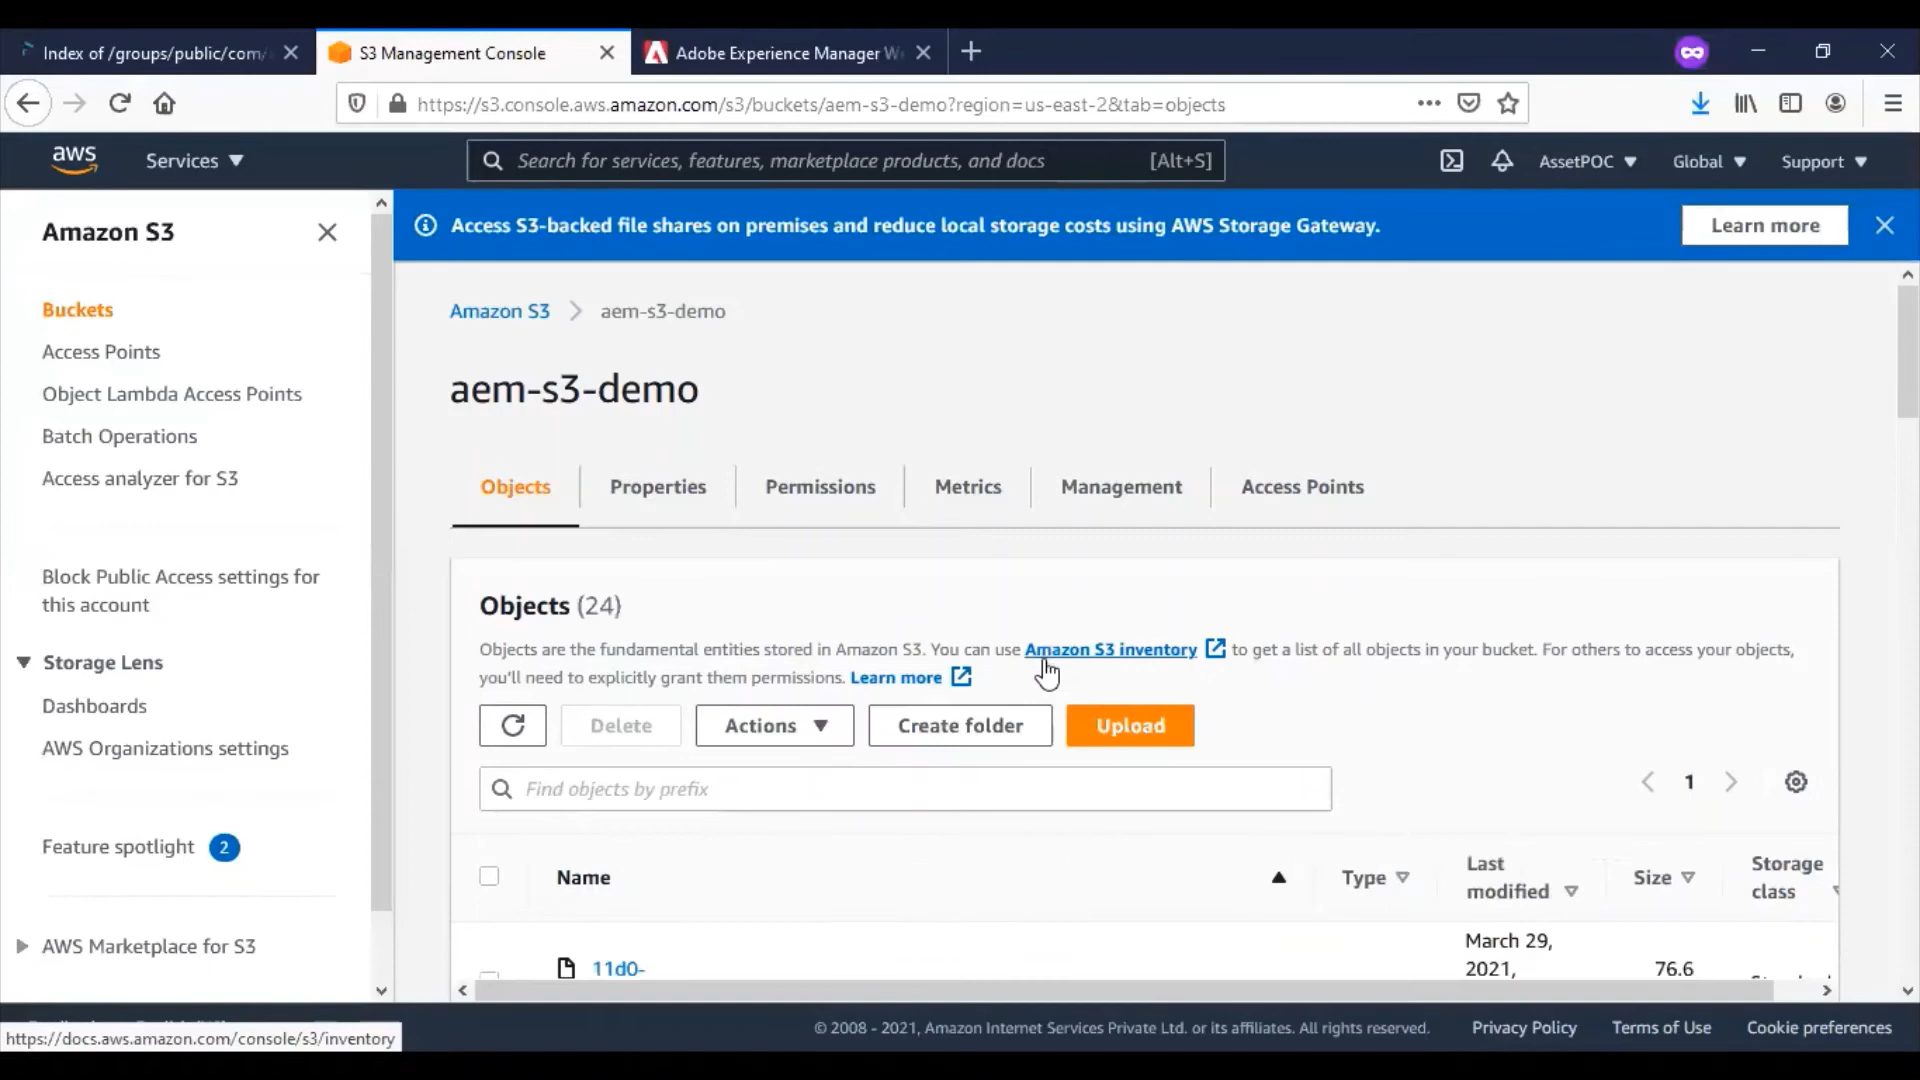 Index of /groups/public/com/
S3 Management Console
Adobe Experience Manager W
https://s3.console.aws.amazon.com/s3/buckets/aem-s3-demo?region=us-east-2&tab=objects
aws
Services
Search for services, features, marketplace products, and docs
[Alt+S]
AssetPOC
Global
Support
Amazon S3
Access S3-backed file shares on premises and reduce local storage costs using AWS Storage Gateway.
Learn more
Buckets
Access Points
Object Lambda Access Points
Batch Operations
Access analyzer for S3
Block Public Access settings for
this account
Storage Lens
Dashboards
AWS Organizations settings
Feature spotlight 2
AWS Marketplace for S3
Amazon S3
aem-s3-demo
aem-s3-demo
Objects
Properties
Permissions
Metrics
Management
Access Points
Objects (24)
Objects are the fundamental entities stored in Amazon S3. You can use Amazon S3 inventory to get a list of all objects in your bucket. For others to access your objects,
you'll need to explicitly grant them permissions. Learn more
Delete
Actions
Create folder
Upload
Find objects by prefix
1
Name
Type
Last
modified
Size
Storage
class
11d0-
March 29,
2021,
76.6
https://docs.aws.amazon.com/console/s3/inventory
© 2008 - 2021, Amazon Internet Services Private Ltd. or its affiliates. All rights reserved.
Privacy Policy
Terms of Use
Cookie preferences